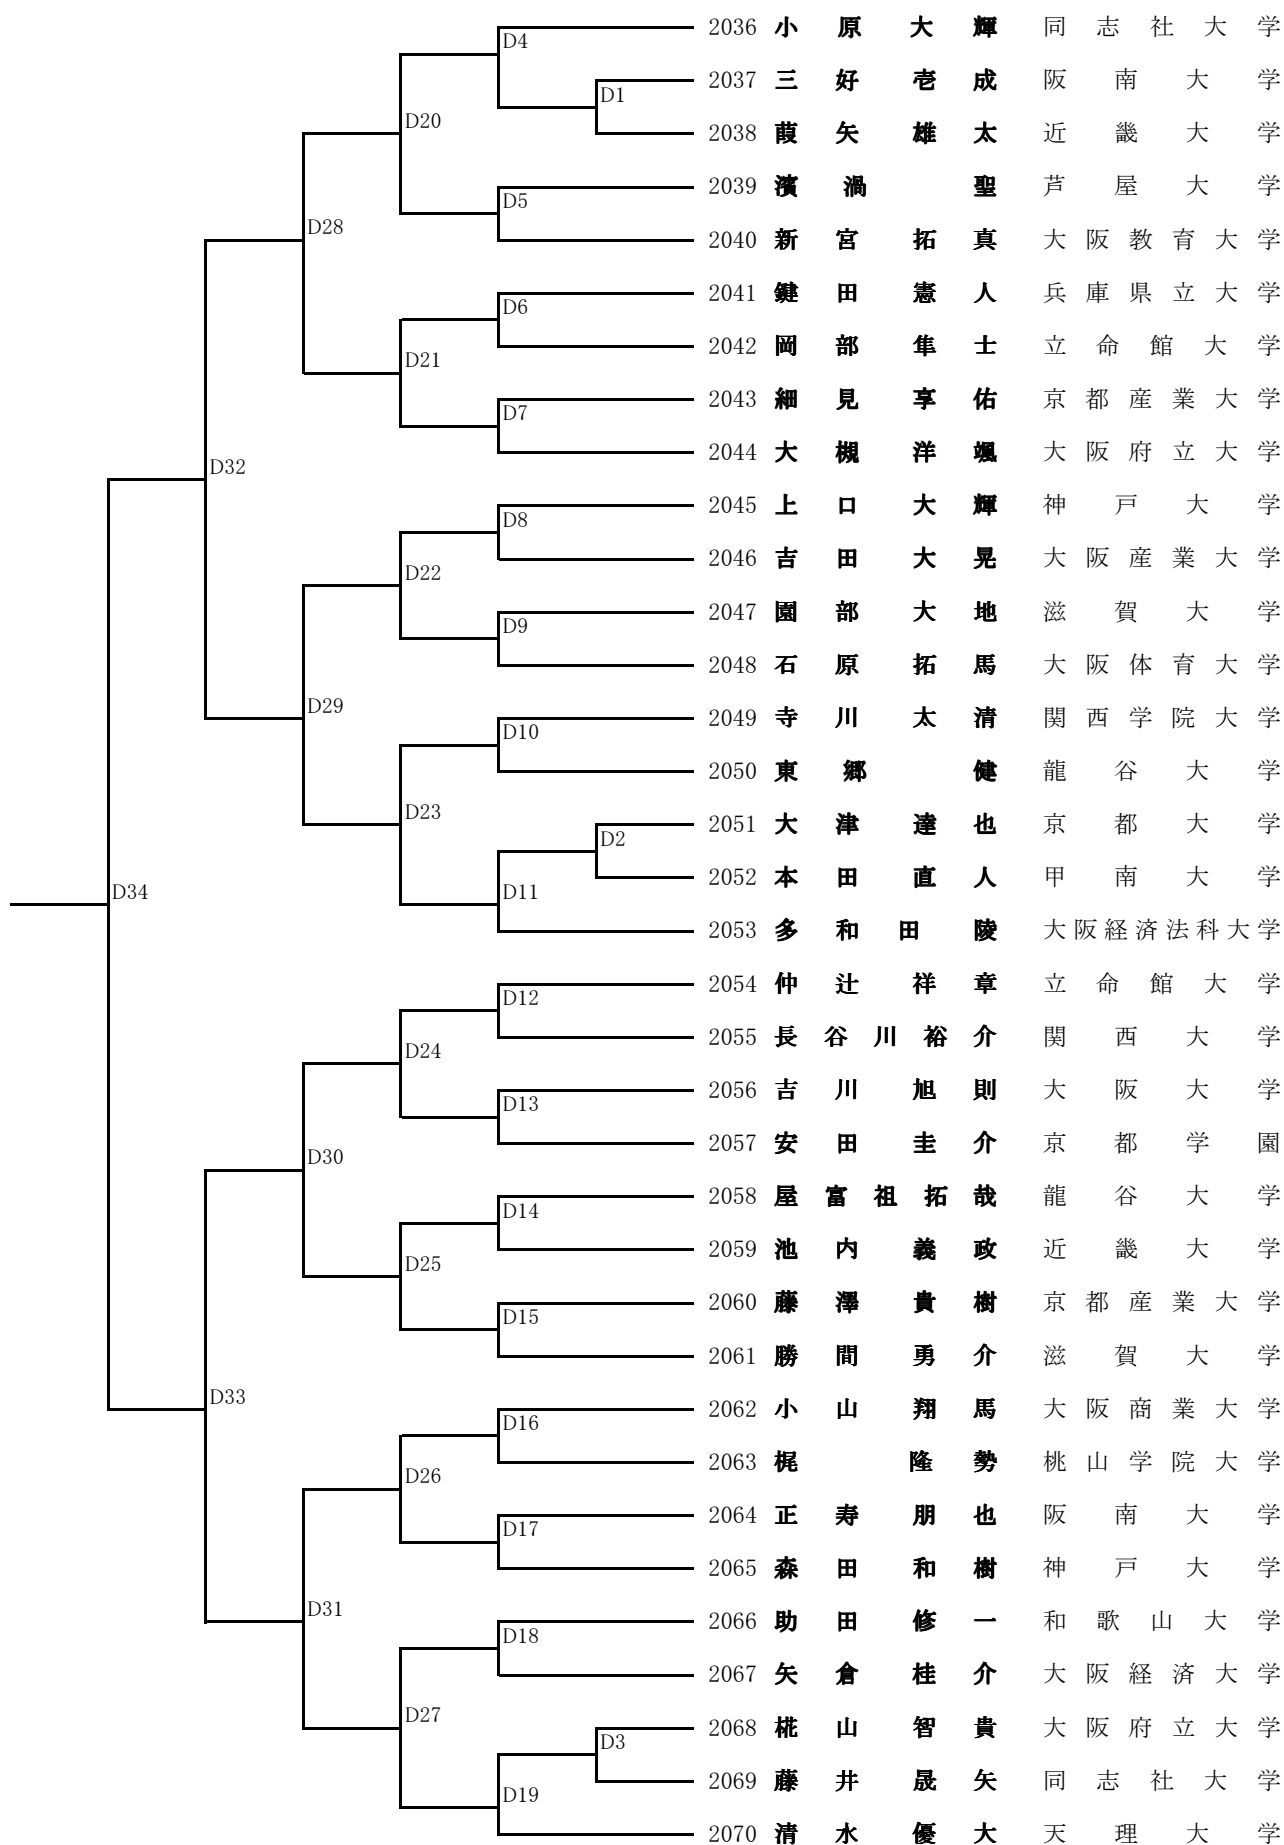 D4
2036 小原大輝 同志社大学
2037 三好壱成 阪南大学
D1
D20
2038 葭矢雄太 近畿大学
2039 濱渦聖 芦屋大学
D5
D28
2040 新宮拓真 大阪教育大学
2041 鍵田憲人 兵庫県立大学
D6
2042 岡部隼士 立命館大学
D21
2043 細見享佑 京都産業大学
D7
2044 大槻洋颯 大阪府立大学
D32
2045 上口大輝 神戸大学
D8
2046 吉田大晃 大阪産業大学
D22
2047 園部大地 滋賀大学
D9
2048 石原拓馬 大阪体育大学
D29
2049 寺川太清 関西学院大学
D10
2050 東郷健 龍谷大学
D23
2051 大津達也 京都大学
D2
2052 本田直人 甲南大学
D34
D11
2053 多和田陵 大阪経済法科大学
2054 仲辻祥章 立命館大学
D12
2055 長谷川裕介 関西大学
D24
2056 吉川旭則 大阪大学
D13
2057 安田圭介 京都学園
D30
2058 屋富祖拓哉 龍谷大学
D14
2059 池内義政 近畿大学
D25
2060 藤澤貴樹 京都産業大学
D15
2061 勝間勇介 滋賀大学
D33
2062 小山翔馬 大阪商業大学
D16
2063 梶隆勢 桃山学院大学
D26
2064 正寿朋也 阪南大学
D17
2065 森田和樹 神戸大学
D31
2066 助田修一 和歌山大学
D18
2067 矢倉桂介 大阪経済大学
D27
2068 椛山智貴 大阪府立大学
D3
2069 藤井晟矢 同志社大学
D19
2070 清水優大 天理大学